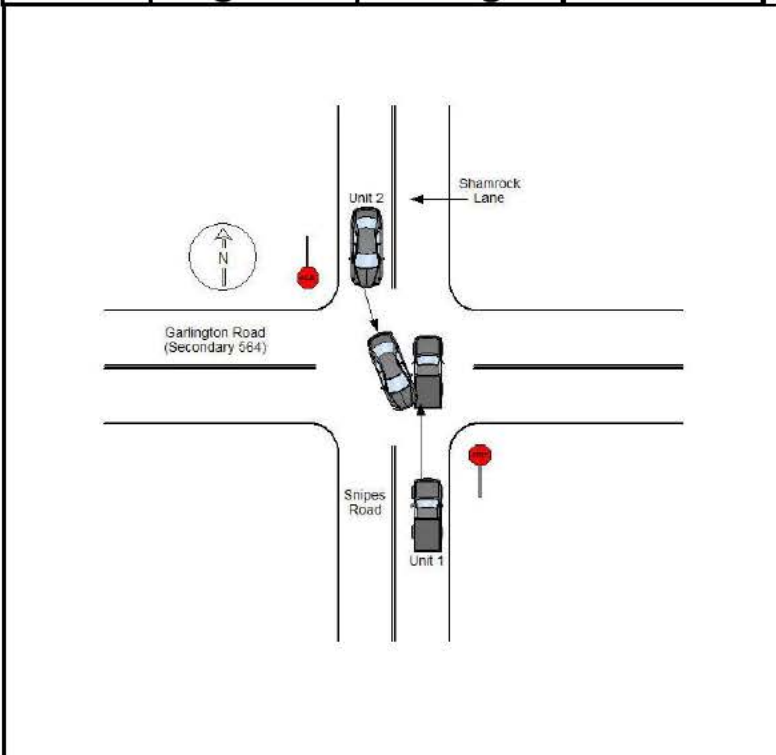 Shamrock
Lane
Unit 2
N
Garlington Road
(Secondary 564)
Snipes
Road
Unit 1